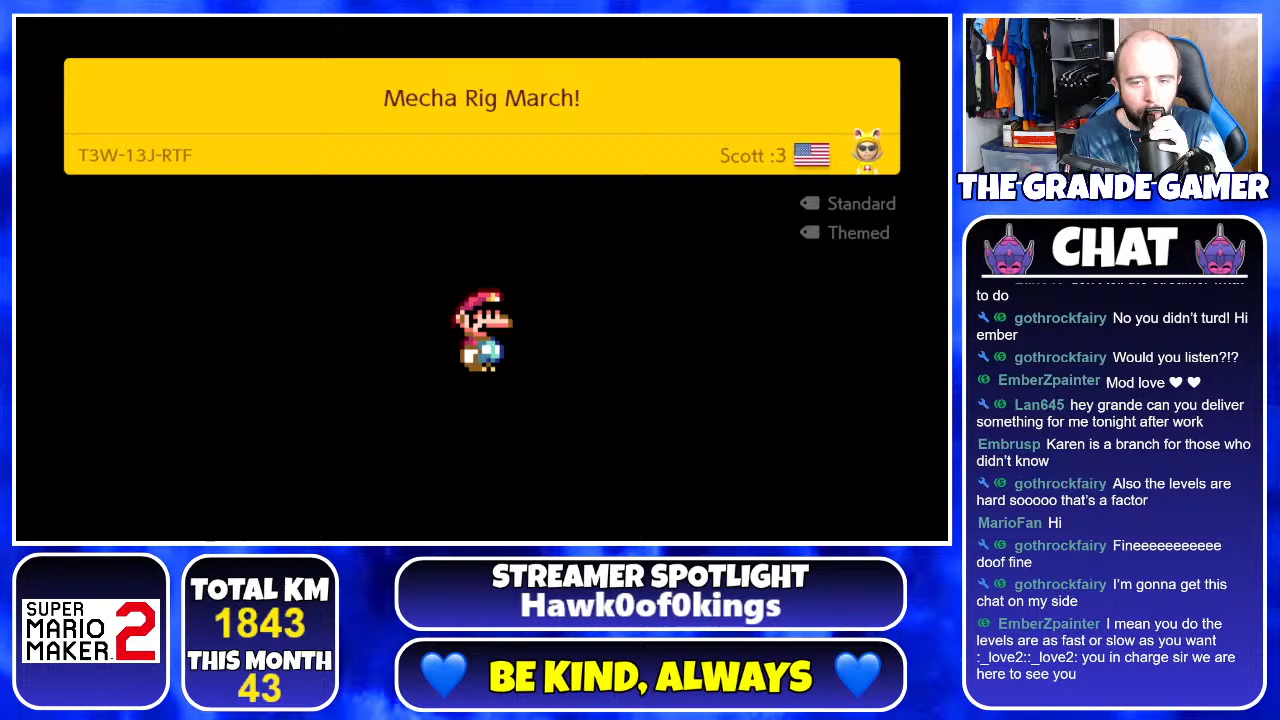 Mecha Rig March!
T3W-13J-RTF
Scott :3
Standard
Themed
THE GRANDE GAMER
CHAT
to do
gothrockfairy No you didn't turd! Hi
ember
gothrockfairy Would you listen?!?
EmberZpainter Mod love ♥ ♥
Lan645 hey grande can you deliver
something for me tonight after work
Embrusp Karen is a branch for those who
didn't know
gothrockfairy Also the levels are
hard sooooo that's a factor
MarioFan Hi
gothrockfairy Fineeeeeeeeeee
doof fine
gothrockfairy I'm gonna get this
chat on my side
EmberZpainter I mean you do the
levels are as fast or slow as you want
:_love2::_love2: you in charge sir we are
here to see you
SUPER
MARIO
MAKER 2
TOTAL KM
1843
THIS MONTH
43
STREAMER SPOTLIGHT
Hawk0of0kings
BE KIND, ALWAYS